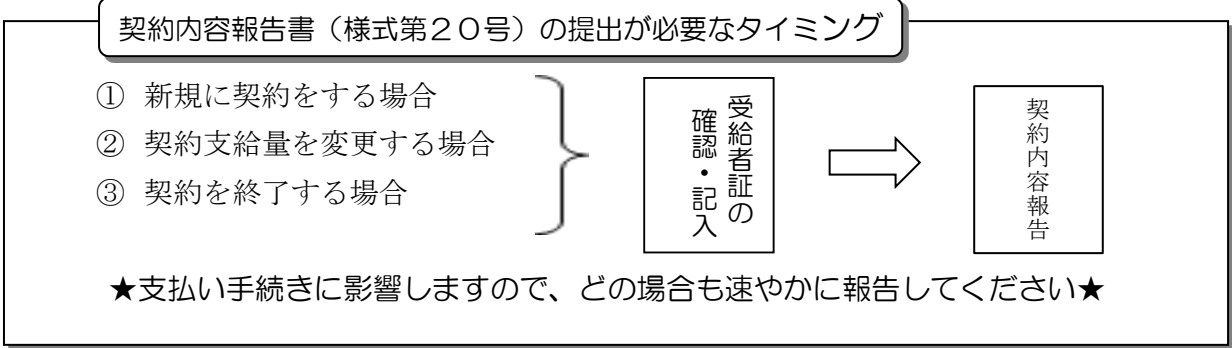 契約内容報告書（様式第２０号）の提出が必要なタイミング
① 新規に契約をする場合
② 契約支給量を変更する場合
③ 契約を終了する場合
受給者証の
確認・記入
契約内容報告
★支払い手続きに影響しますので、どの場合も速やかに報告してください★